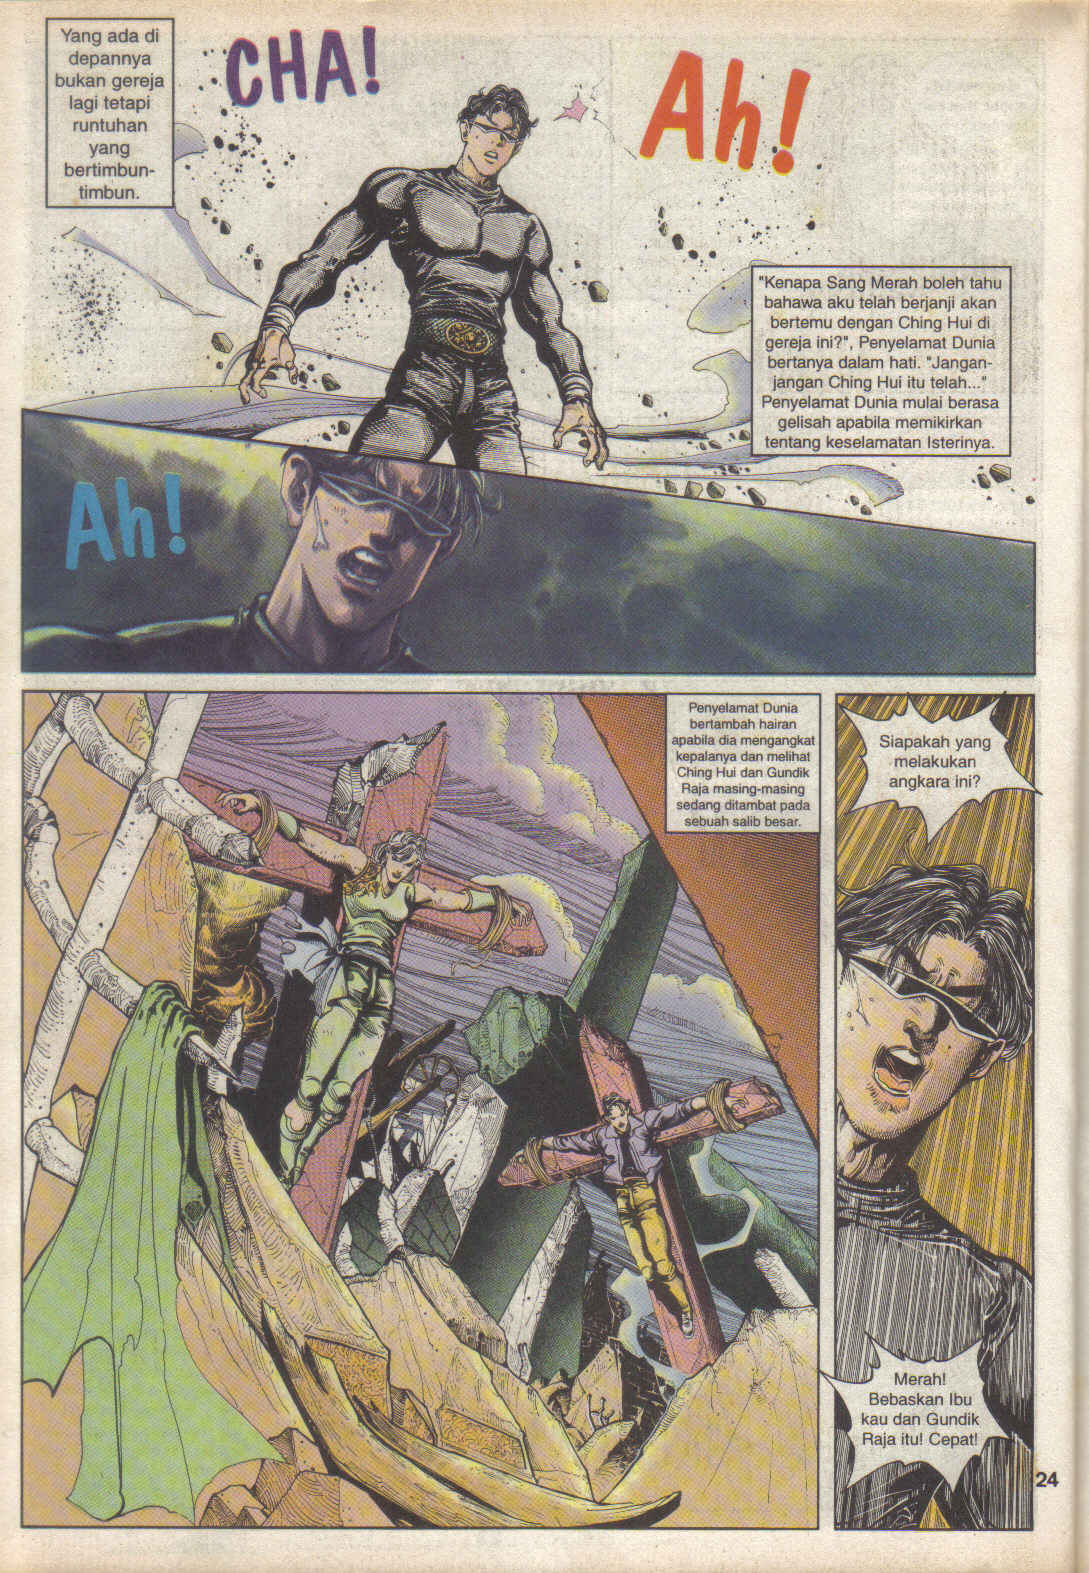 Yang ada di
depannya
bukan gereja
lagi tetapi
runtuhan
yang
bertimbun-
timbun.
CHA!
Ah!
"Kenapa Sang Merah boleh tahu
bahawa aku telah berjanji akan
bertemu dengan Ching Hui di
gereja ini?", Penyelamat Dunia
bertanya dalam hati. "Jangan-
jangan Ching Hui itu telah..."
Penyelamat Dunia mulai berasa
gelisah apabila memikirkan
tentang keselamatan Isterinya.
Ah!
Penyelamat Dunia
bertambah hairan
apabila dia mengangkat
kepalanya dan melihat
Ching Hui dan Gundik
Raja masing-masing
sedang ditambat pada
sebuah salib besar.
Siapakah yang
melakukan
angkara ini?
Merah!
Bebaskan Ibu
kau dan Gundik
Raja itu! Cepat!
24